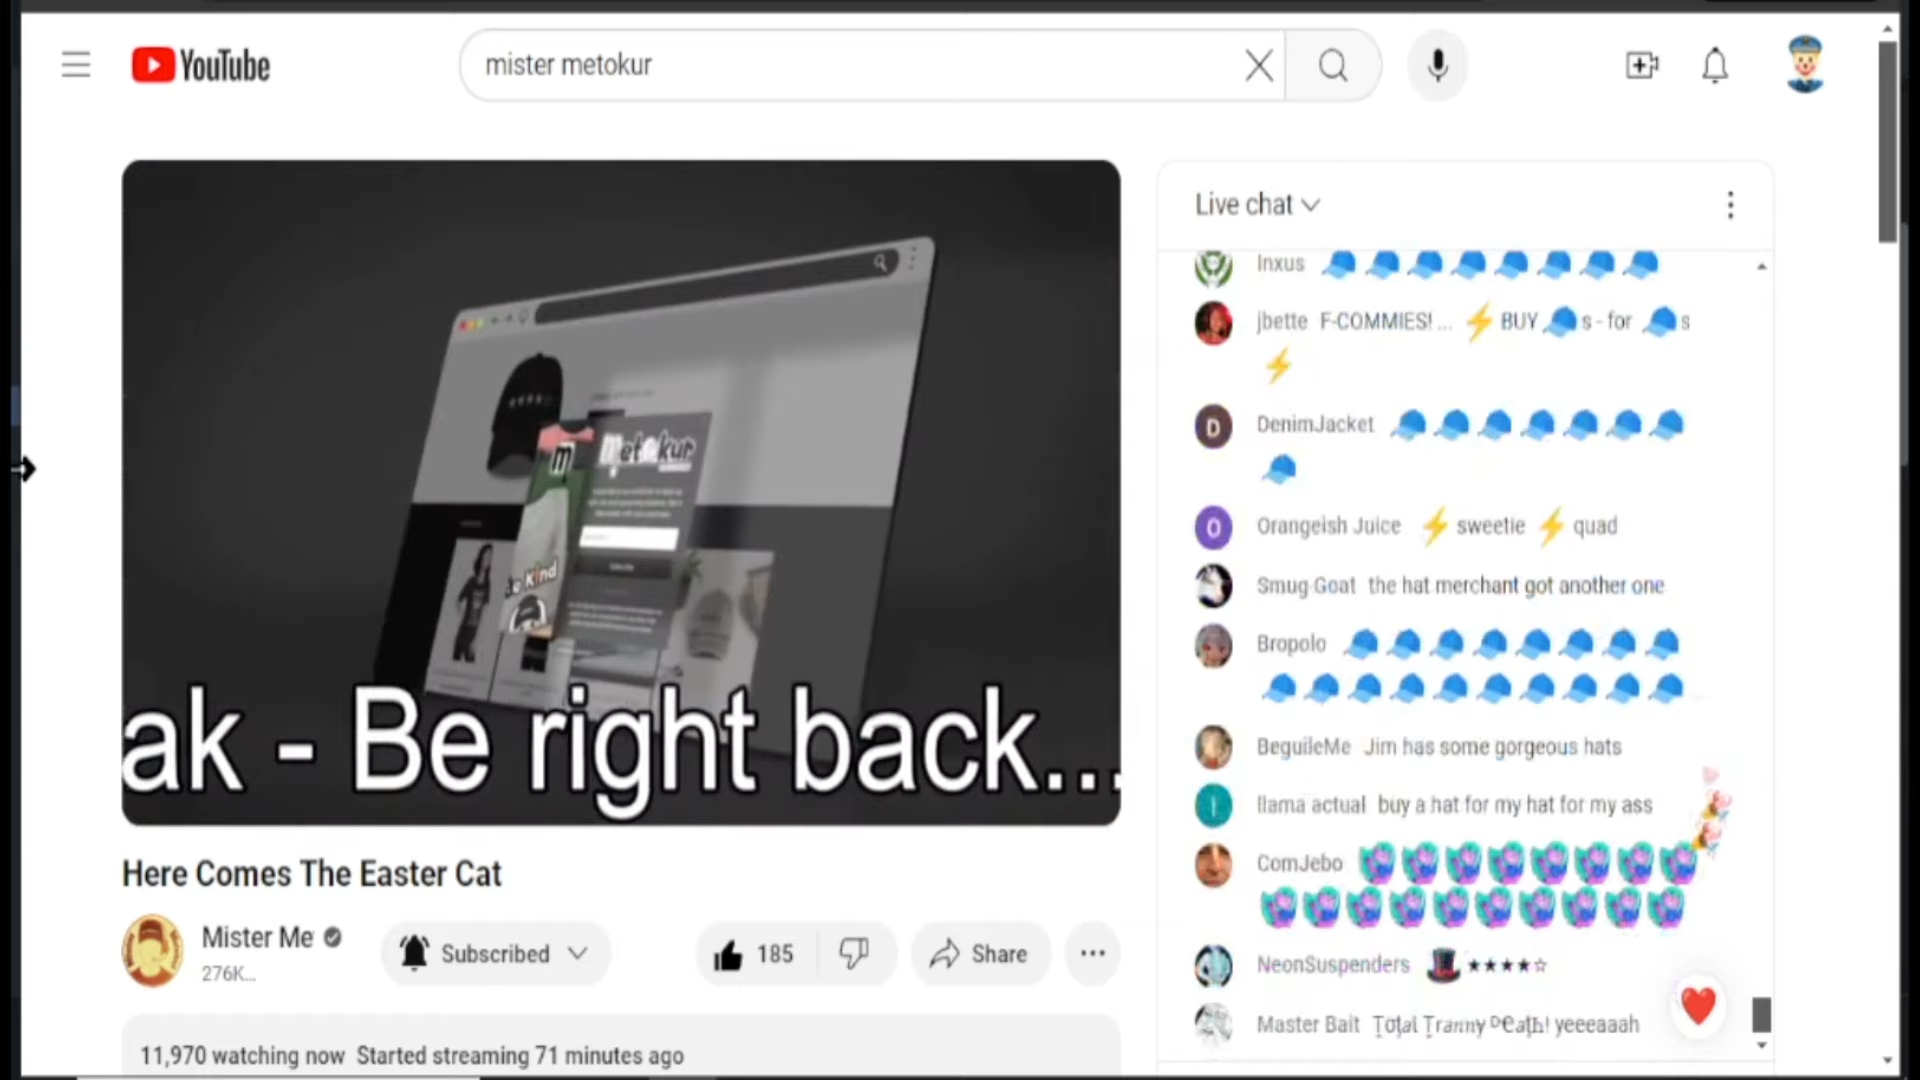 YouTube
mister metokur
Live chat
Inxus
jbette F-COMMIES! ... BUY s - for s
DenimJacket
D
O
Orangeish Juice sweetie quad
Smug Goat the hat merchant got another one
Bropolo
BeguileMe Jim has some gorgeous hats
llama actual buy a hat for my hat for my ass
ComJebo
NeonSuspenders ★★★★☆
Master Bait Total Tranny Death! yeeeaaah
m
Metokur
Be Kind
ak - Be right back...
Here Comes The Easter Cat
Mister Me
276K...
Subscribed
185
Share
11,970 watching now Started streaming 71 minutes ago